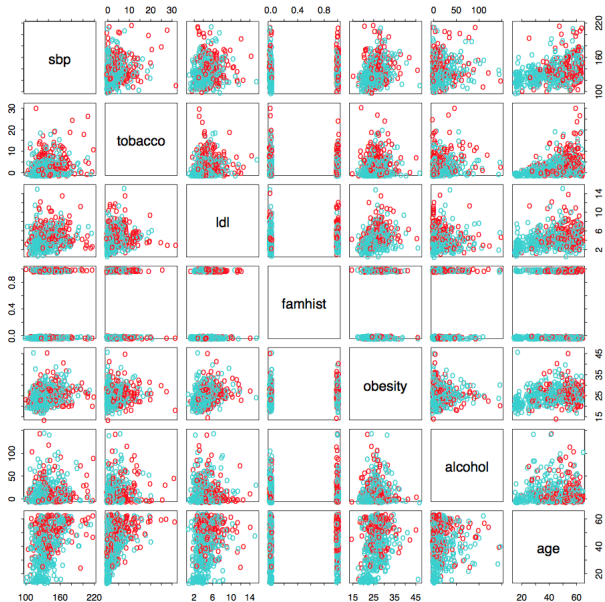 0 10 20 30
0.0 0.4 0.8
0 50 100
sbp
100 160 220
0 10 20 30
tobacco
ldl
2 6 10 14
0.0 0.4 0.8
famhist
obesity
15 25 35 45
0 50 100
alcohol
age
20 40 60
100 160 220
2 6 10 14
15 25 35 45
20 40 60